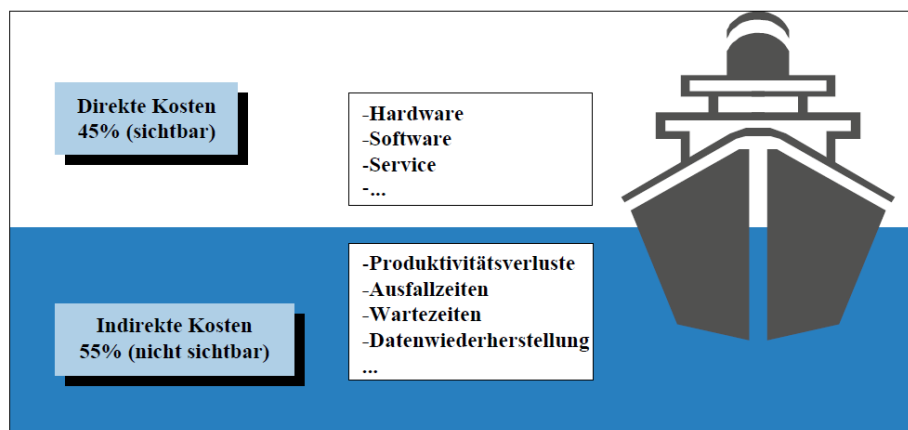 Direkte Kosten
45% (sichtbar)
-Hardware
-Software
-Service
-...
Indirekte Kosten
55% (nicht sichtbar)
-Produktivitätsverluste
-Ausfallzeiten
-Wartezeiten
-Datenwiederherstellung
...